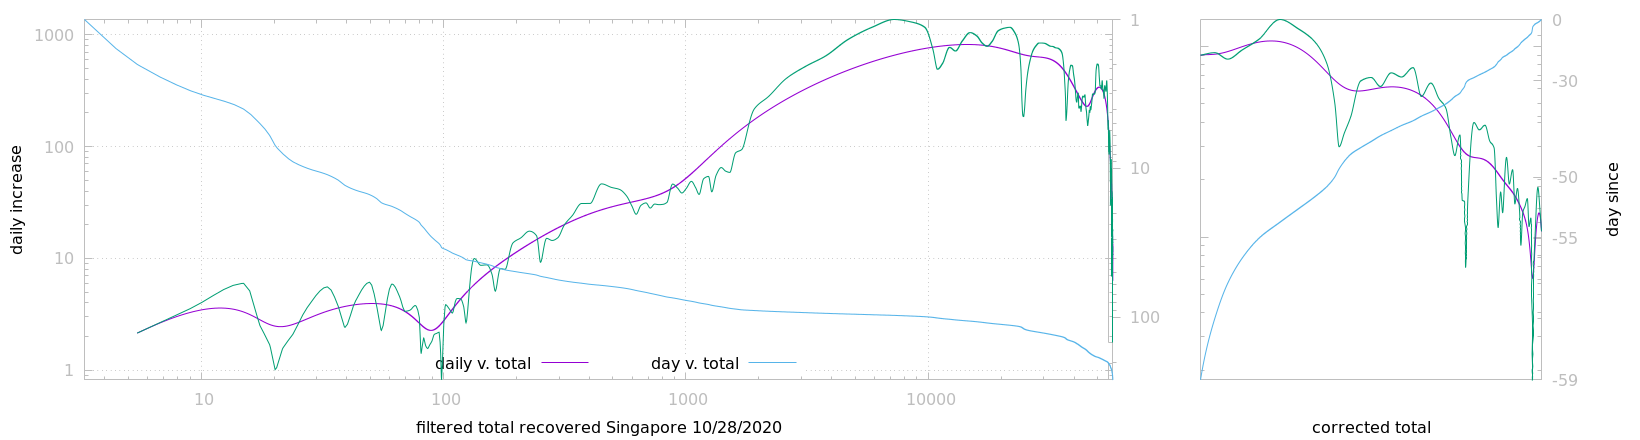 1000
100
10
1
daily increase
10
100
1000
10000
1
10
100
daily v. total
day v. total
filtered total recovered Singapore 10/28/2020
0
-30
-50
-55
-59
day since
corrected total